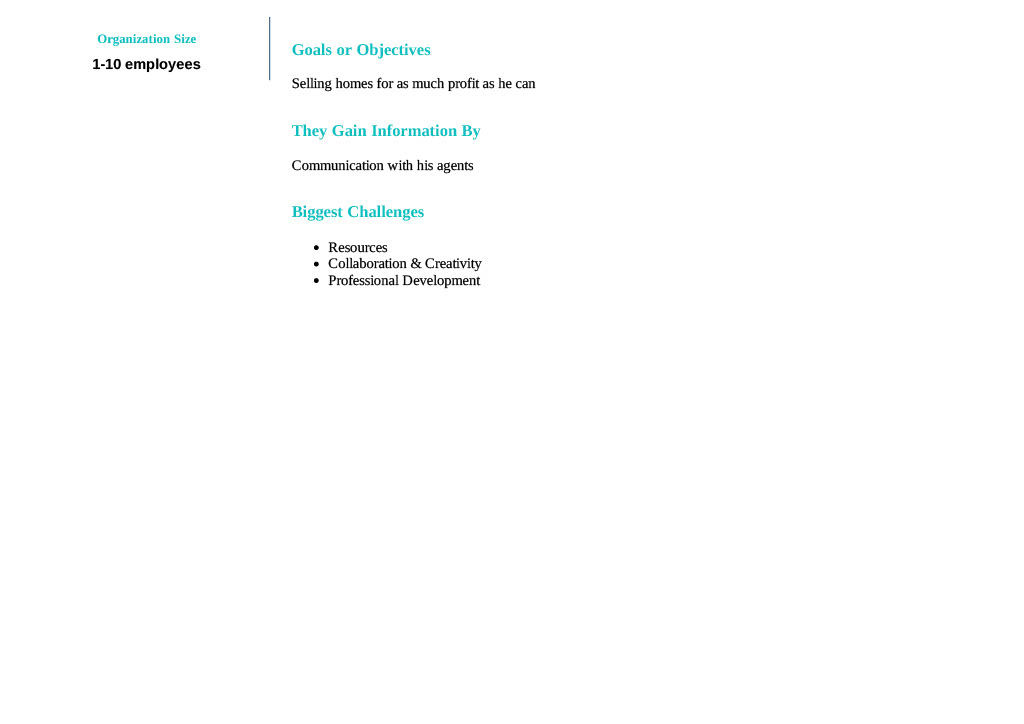 Organization Size
1-10 employees
Goals or Objectives
Selling homes for as much profit as he can
They Gain Information By
Communication with his agents
Biggest Challenges
• Resources
• Collaboration & Creativity
• Professional Development